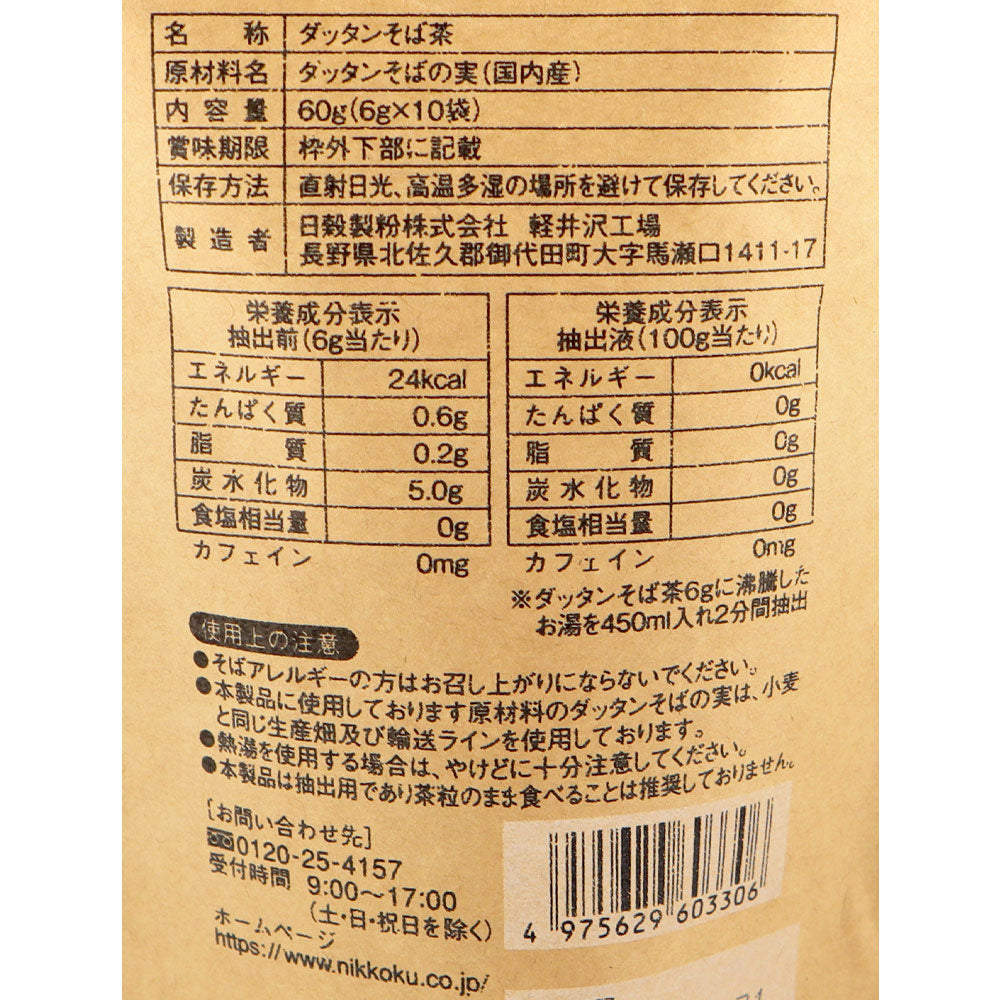 名称 ダッタンそば茶
原材料名 ダッタンそばの実(国内産)
内容量 60g(6g×10袋)
賞味期限 枠外下部に記載
保存方法 直射日光、高温多湿の場所を避けて保存してください。
製造者 日穀製粉株式会社 軽井沢工場
長野県北佐久郡御代田町大字馬瀬口1411-17
栄養成分表示
抽出前(6g当たり)
エネルギー 24kcal
たんぱく質 0.6g
脂質 0.2g
炭水化物 5.0g
食塩相当量 0g
カフェイン 0mg
栄養成分表示
抽出液(100g当たり)
エネルギー 0kcal
たんぱく質 0g
脂質 0g
炭水化物 0g
食塩相当量 0g
カフェイン 0mg
※ダッタンそば茶6gに沸騰した
お湯を450ml入れ2分間抽出
使用上の注意
●そばアレルギーの方はお召し上がりにならないでください。
●本製品に使用しております原材料のダッタンそばの実は、小麦
と同じ生産畑及び輸送ラインを使用しております。
●熱湯を使用する場合は、やけどに十分注意してください。
●本製品は抽出用であり茶粒のまま食べることは推奨しておりません。
[お問い合わせ先]
0120-25-4157
受付時間 9:00～17:00
(土・日・祝日を除く)
ホームページ
https://www.nikkoku.co.jp/
4 975629 603306